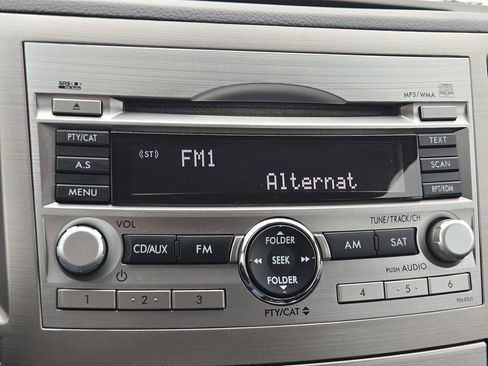 MP3/WMA
PTY/CAT
A.S
MENU
(ST)
FM1
Alternat
TEXT
SCAN
RPT/RDM
VOL
TUNE/TRACK/CH
CD/AUX
FM
FOLDER
SEEK
FOLDER
AM
SAT
PUSH AUDIO
1
- 2 -
3
PTY/CAT
4
- 5 -
6